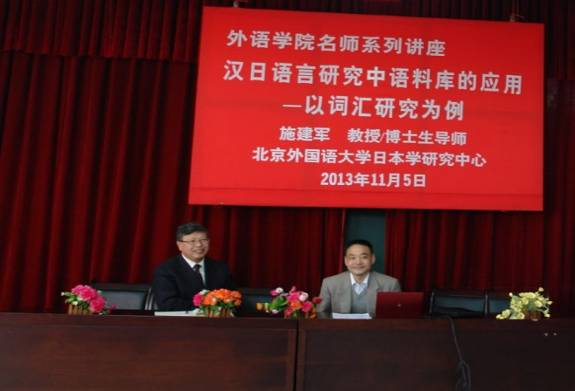 外语学院名师系列讲座
汉日语言研究中语料库的应用
—以词汇研究为例
施建军 教授/博士生导师
北京外国语大学日本学研究中心
2013年11月5日